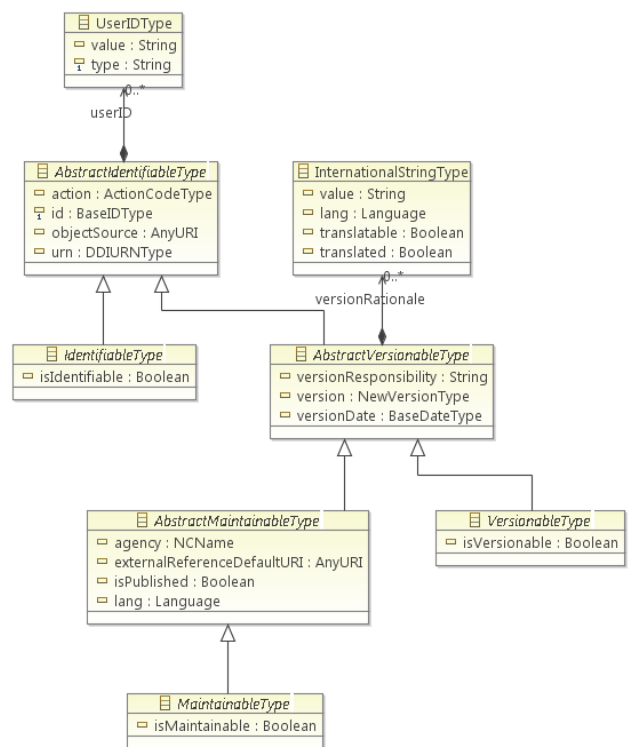 UserIDType
value : String
1 type : String
0..*
userID
AbstractIdentifiableType
action : ActionCodeType
1 id : BaseIDType
objectSource : AnyURI
urn : DDIURNType
InternationalStringType
value : String
lang : Language
translatable : Boolean
translated : Boolean
0..*
versionRationale
IdentifiableType
isIdentifiable : Boolean
AbstractVersionableType
versionResponsibility : String
version : NewVersionType
versionDate : BaseDateType
AbstractMaintainableType
agency : NCName
externalReferenceDefaultURI : AnyURI
isPublished : Boolean
lang : Language
VersionableType
isVersionable : Boolean
MaintainableType
isMaintainable : Boolean